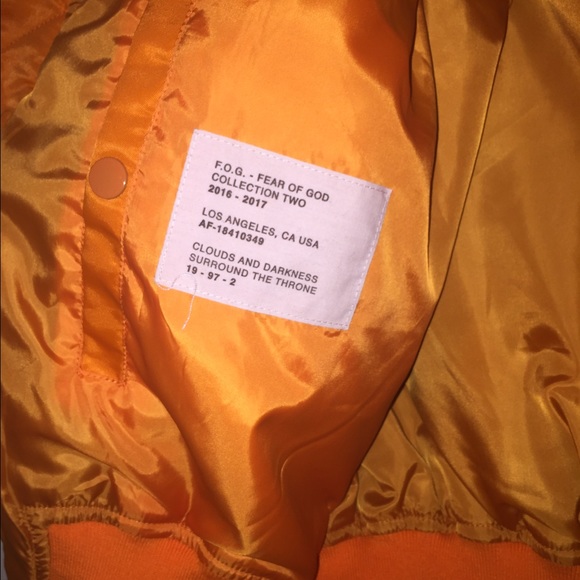 F.O.G. - FEAR OF GOD
COLLECTION TWO
2016 - 2017
LOS ANGELES, CA USA
AF-18410349
CLOUDS AND DARKNESS
SURROUND THE THRONE
19 - 97 - 2